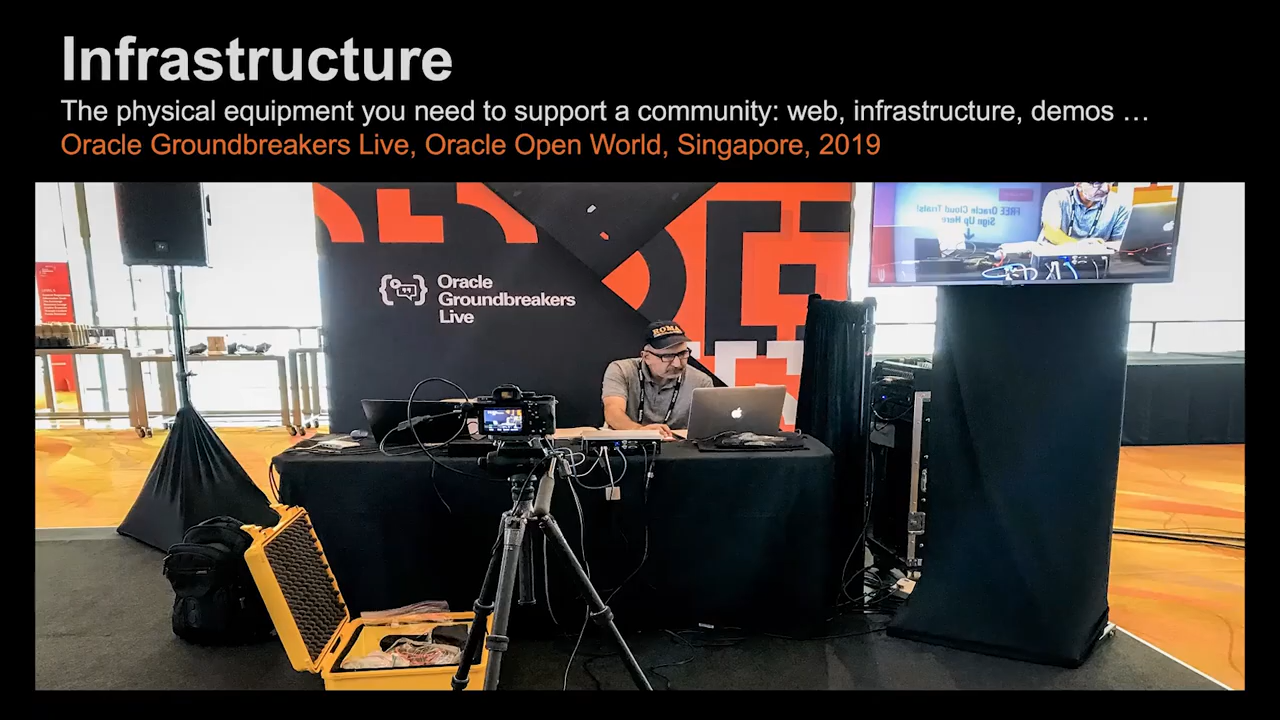 Infrastructure
The physical equipment you need to support a community: web, infrastructure, demos …
Oracle Groundbreakers Live, Oracle Open World, Singapore, 2019
FREE Oracle Cloud Trials!
Sign Up Here
Oracle
Groundbreakers
Live
ROMA